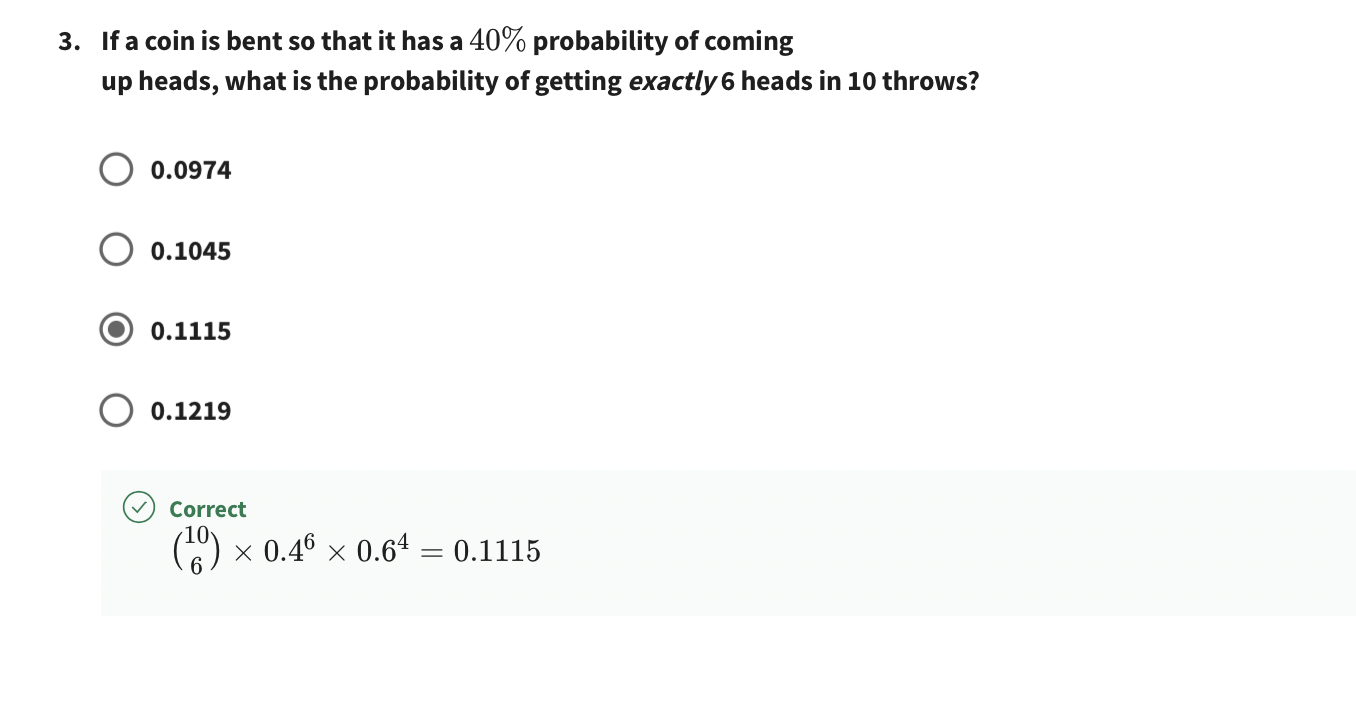 3. If a coin is bent so that it has a 40% probability of coming
up heads, what is the probability of getting exactly 6 heads in 10 throws?
0.0974
0.1045
0.1115
0.1219
Correct
$\binom{10}{6} \times 0.4^6 \times 0.6^4 = 0.1115$